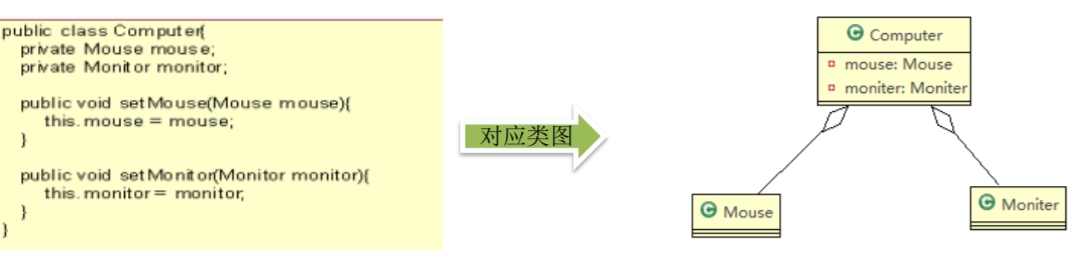 public class Computer{
private Mouse mouse;
private Monitor monitor;
public void setMouse(Mouse mouse){
this.mouse = mouse;
}
public void setMonitor(Monitor monitor){
this.monitor = monitor;
}
}
对应类图
C Computer
mouse: Mouse
moniter: Moniter
C Mouse
C Moniter